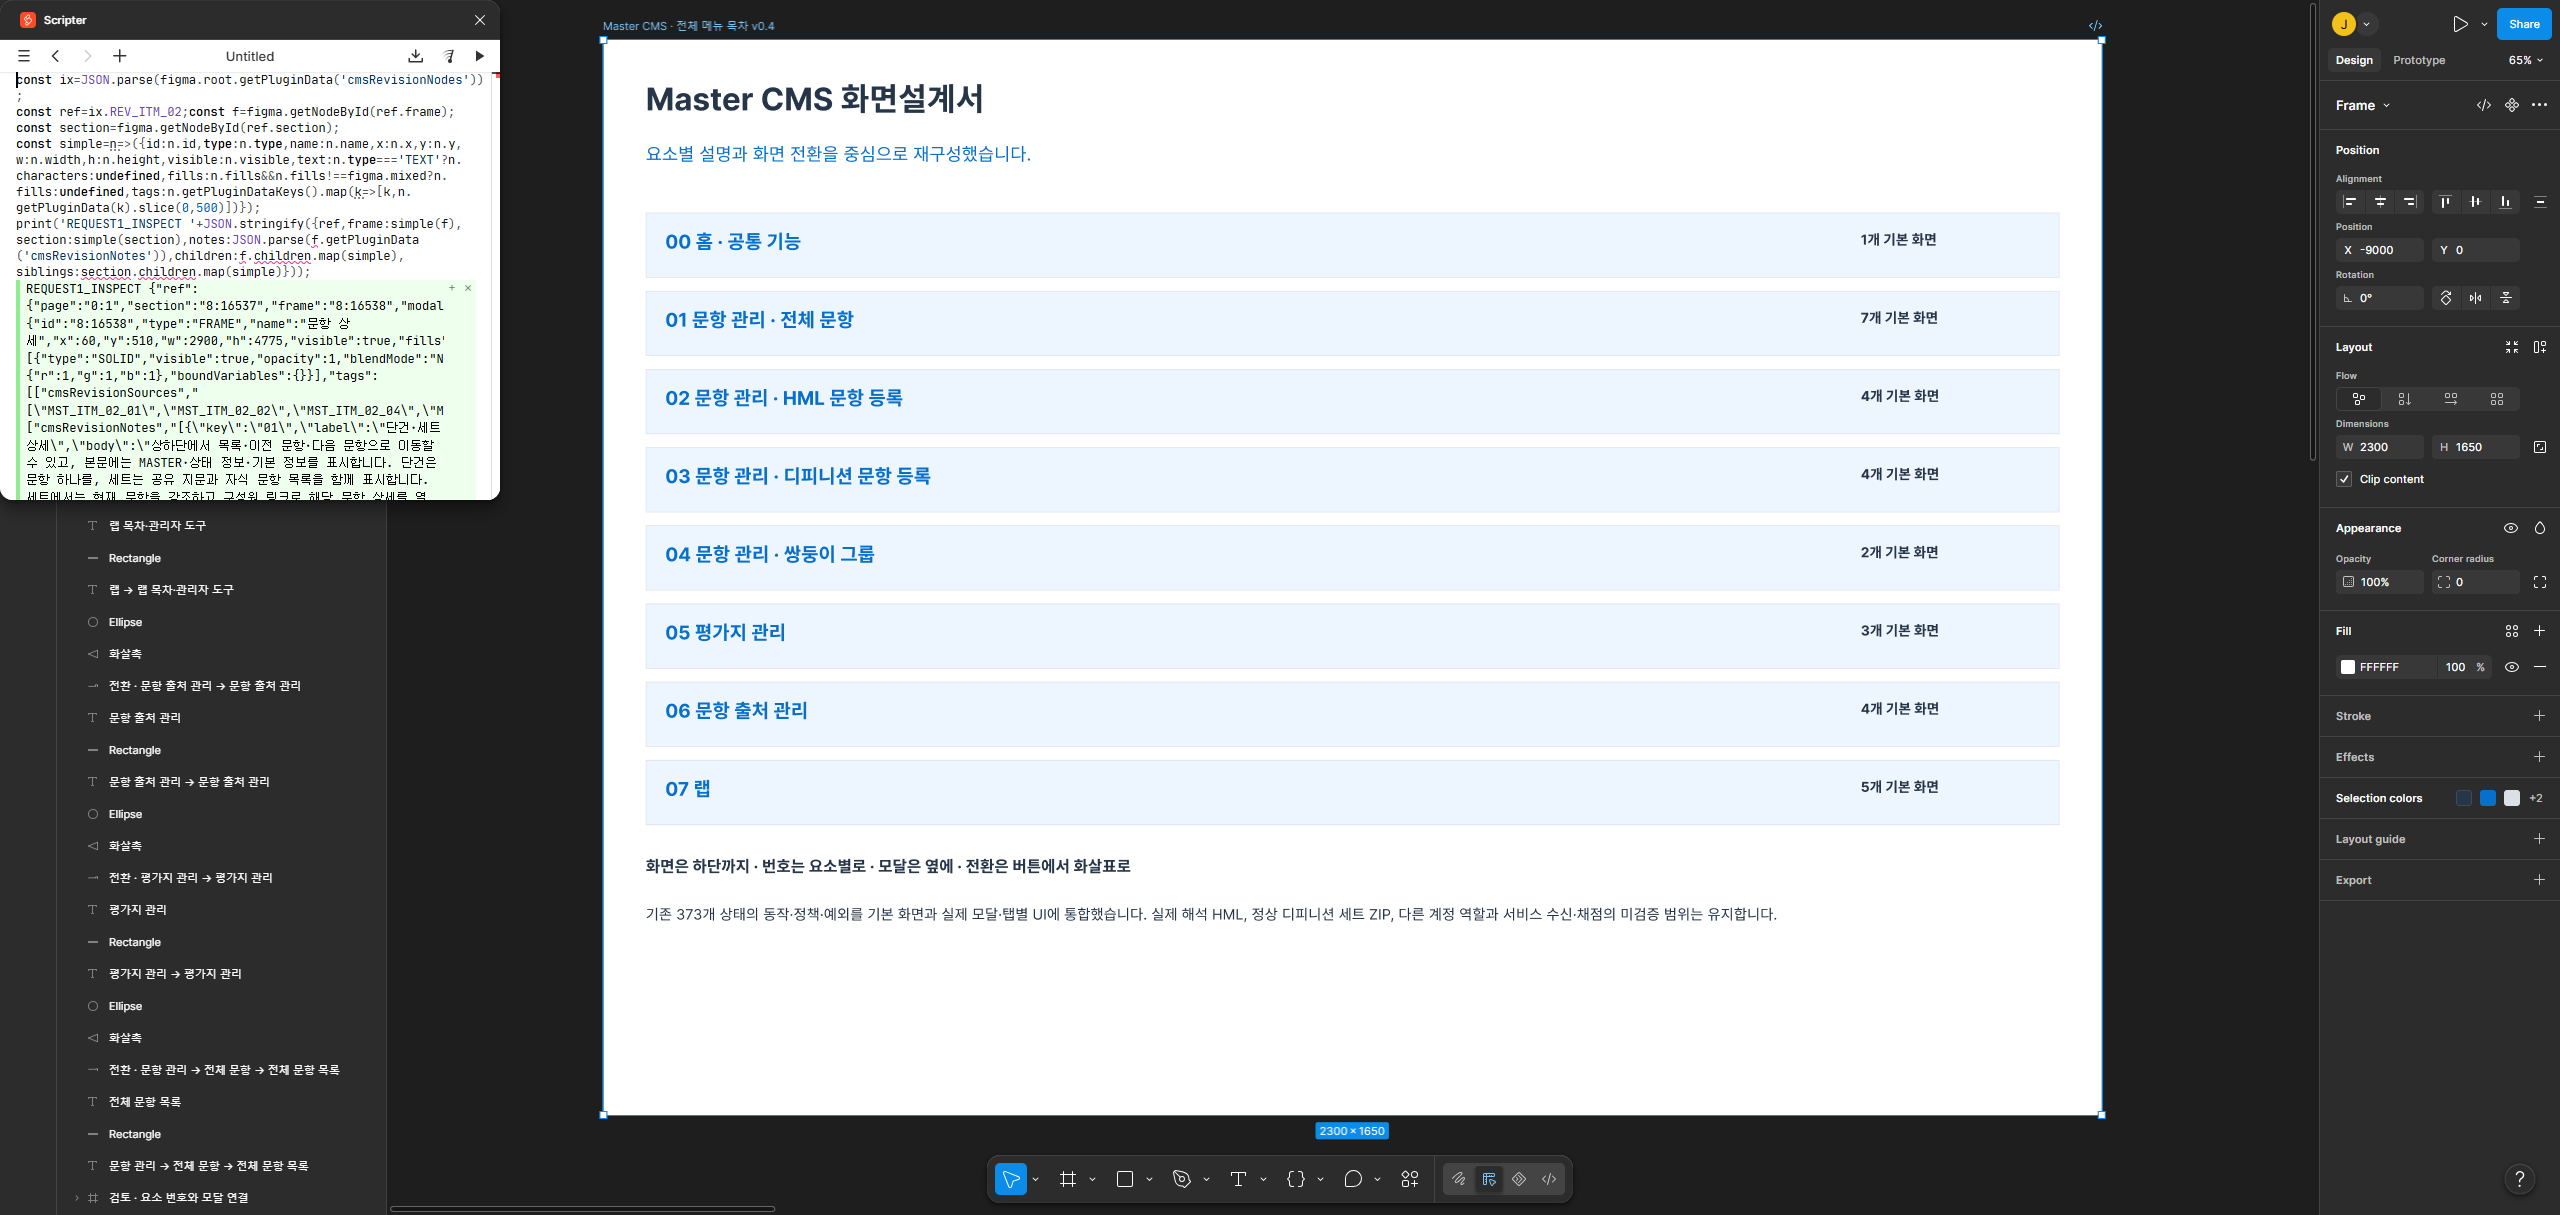 Scripter
Untitled
const ix=JSON.parse(figma.root.getPluginData('cmsRevisionNodes'))
;
const ref=ix.REV_ITM_02;const f=figma.getNodeById(ref.frame);
const section=figma.getNodeById(ref.section);
const simple=n=>({id:n.id,type:n.type,name:n.name,x:n.x,y:n.y,
w:n.width,h:n.height,visible:n.visible,text:n.type==='TEXT'?n.
characters:undefined,fills:n.fills&&n.fills!==figma.mixed?n.
fills:undefined,tags:n.getPluginDataKeys().map(k=>[k,n.
getPluginData(k).slice(0,500)])});
print('REQUEST1_INSPECT '+JSON.stringify({ref,frame:simple(f),
section:simple(section),notes:JSON.parse(f.getPluginData
('cmsRevisionNotes')),children:f.children.map(simple),
siblings:section.children.map(simple)}));
REQUEST1_INSPECT {"ref":
{"page":"0:1","section":"8:16537","frame":"8:16538","modal
{"id":"8:16538","type":"FRAME","name":"문항 상
세","x":60,"y":510,"w":2900,"h":4775,"visible":true,"fills"
[{"type":"SOLID","visible":true,"opacity":1,"blendMode":"N
{"r":1,"g":1,"b":1},"boundVariables":{}}],"tags":
[["cmsRevisionSources","
[\"MST_ITM_02_01\",\"MST_ITM_02_02\",\"MST_ITM_02_04\",\"M
["cmsRevisionNotes","[{\"key\":\"01\",\"label\":\"단건·세트
상세\",\"body\":\"상하단에서 목록·이전 문항·다음 문항으로 이동할
수 있고, 본문에는 MASTER·상태 정보·기본 정보를 표시합니다. 단건은
문항 하나를, 세트는 공유 지문과 자식 문항 목록을 함께 표시합니다.
세트에서는 현재 문항을 강조하고 구성원 링크로 해당 문항 상세를 열
랩 목차·관리자 도구
Rectangle
랩 → 랩 목차·관리자 도구
Ellipse
화살촉
전환 · 문항 출처 관리 → 문항 출처 관리
문항 출처 관리
Rectangle
문항 출처 관리 → 문항 출처 관리
Ellipse
화살촉
전환 · 평가지 관리 → 평가지 관리
평가지 관리
Rectangle
평가지 관리 → 평가지 관리
Ellipse
화살촉
전환 · 문항 관리 → 전체 문항 → 전체 문항 목록
전체 문항 목록
Rectangle
문항 관리 → 전체 문항 → 전체 문항 목록
검토 · 요소 번호와 모달 연결
Master CMS · 전체 메뉴 목차 v0.4
Master CMS 화면설계서
요소별 설명과 화면 전환을 중심으로 재구성했습니다.
00 홈 · 공통 기능
1개 기본 화면
01 문항 관리 · 전체 문항
7개 기본 화면
02 문항 관리 · HML 문항 등록
4개 기본 화면
03 문항 관리 · 디피니션 문항 등록
4개 기본 화면
04 문항 관리 · 쌍둥이 그룹
2개 기본 화면
05 평가지 관리
3개 기본 화면
06 문항 출처 관리
4개 기본 화면
07 랩
5개 기본 화면
화면은 하단까지 · 번호는 요소별로 · 모달은 옆에 · 전환은 버튼에서 화살표로
기존 373개 상태의 동작·정책·예외를 기본 화면과 실제 모달·탭별 UI에 통합했습니다. 실제 해석 HML, 정상 디피니션 세트 ZIP, 다른 계정 역할과 서비스 수신·채점의 미검증 범위는 유지합니다.
2300 × 1650
J
Share
Design
Prototype
65%
Frame
Position
Alignment
Position
X -9000
Y 0
Rotation
0°
Layout
Flow
Dimensions
W 2300
H 1650
Clip content
Appearance
Opacity
Corner radius
100%
0
Fill
FFFFFF
100 %
Stroke
Effects
Selection colors
+2
Layout guide
Export
?